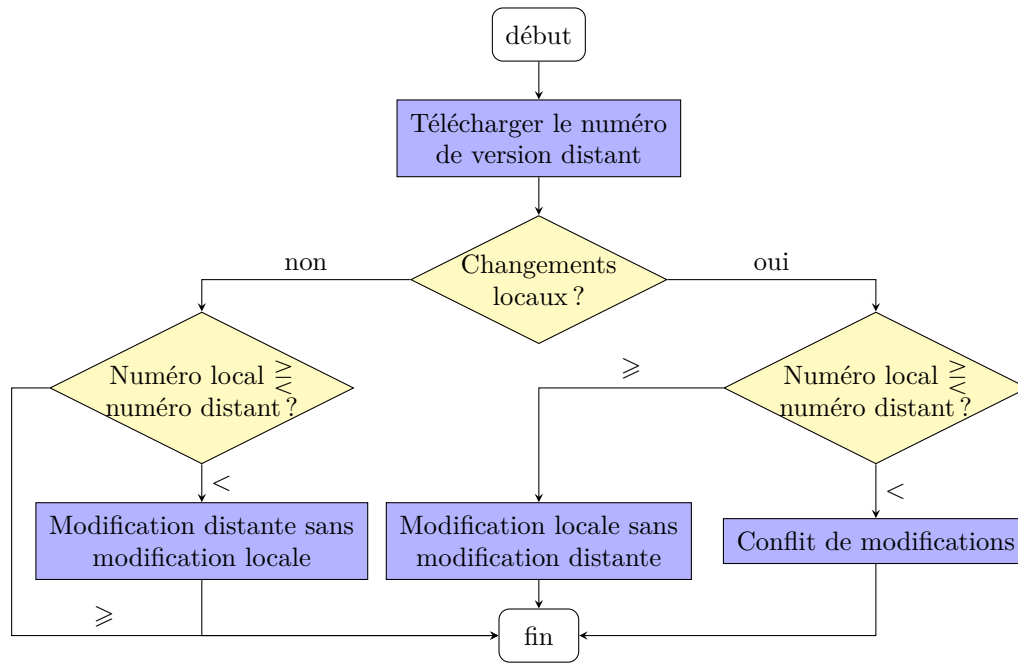 début
Télécharger le numéro
de version distant
non
Changements
locaux ?
oui
Numéro local ⪌
numéro distant ?
⩾
Numéro local ⪌
numéro distant ?
<
<
Modification distante sans
modification locale
Modification locale sans
modification distante
Conflit de modifications
⩾
fin